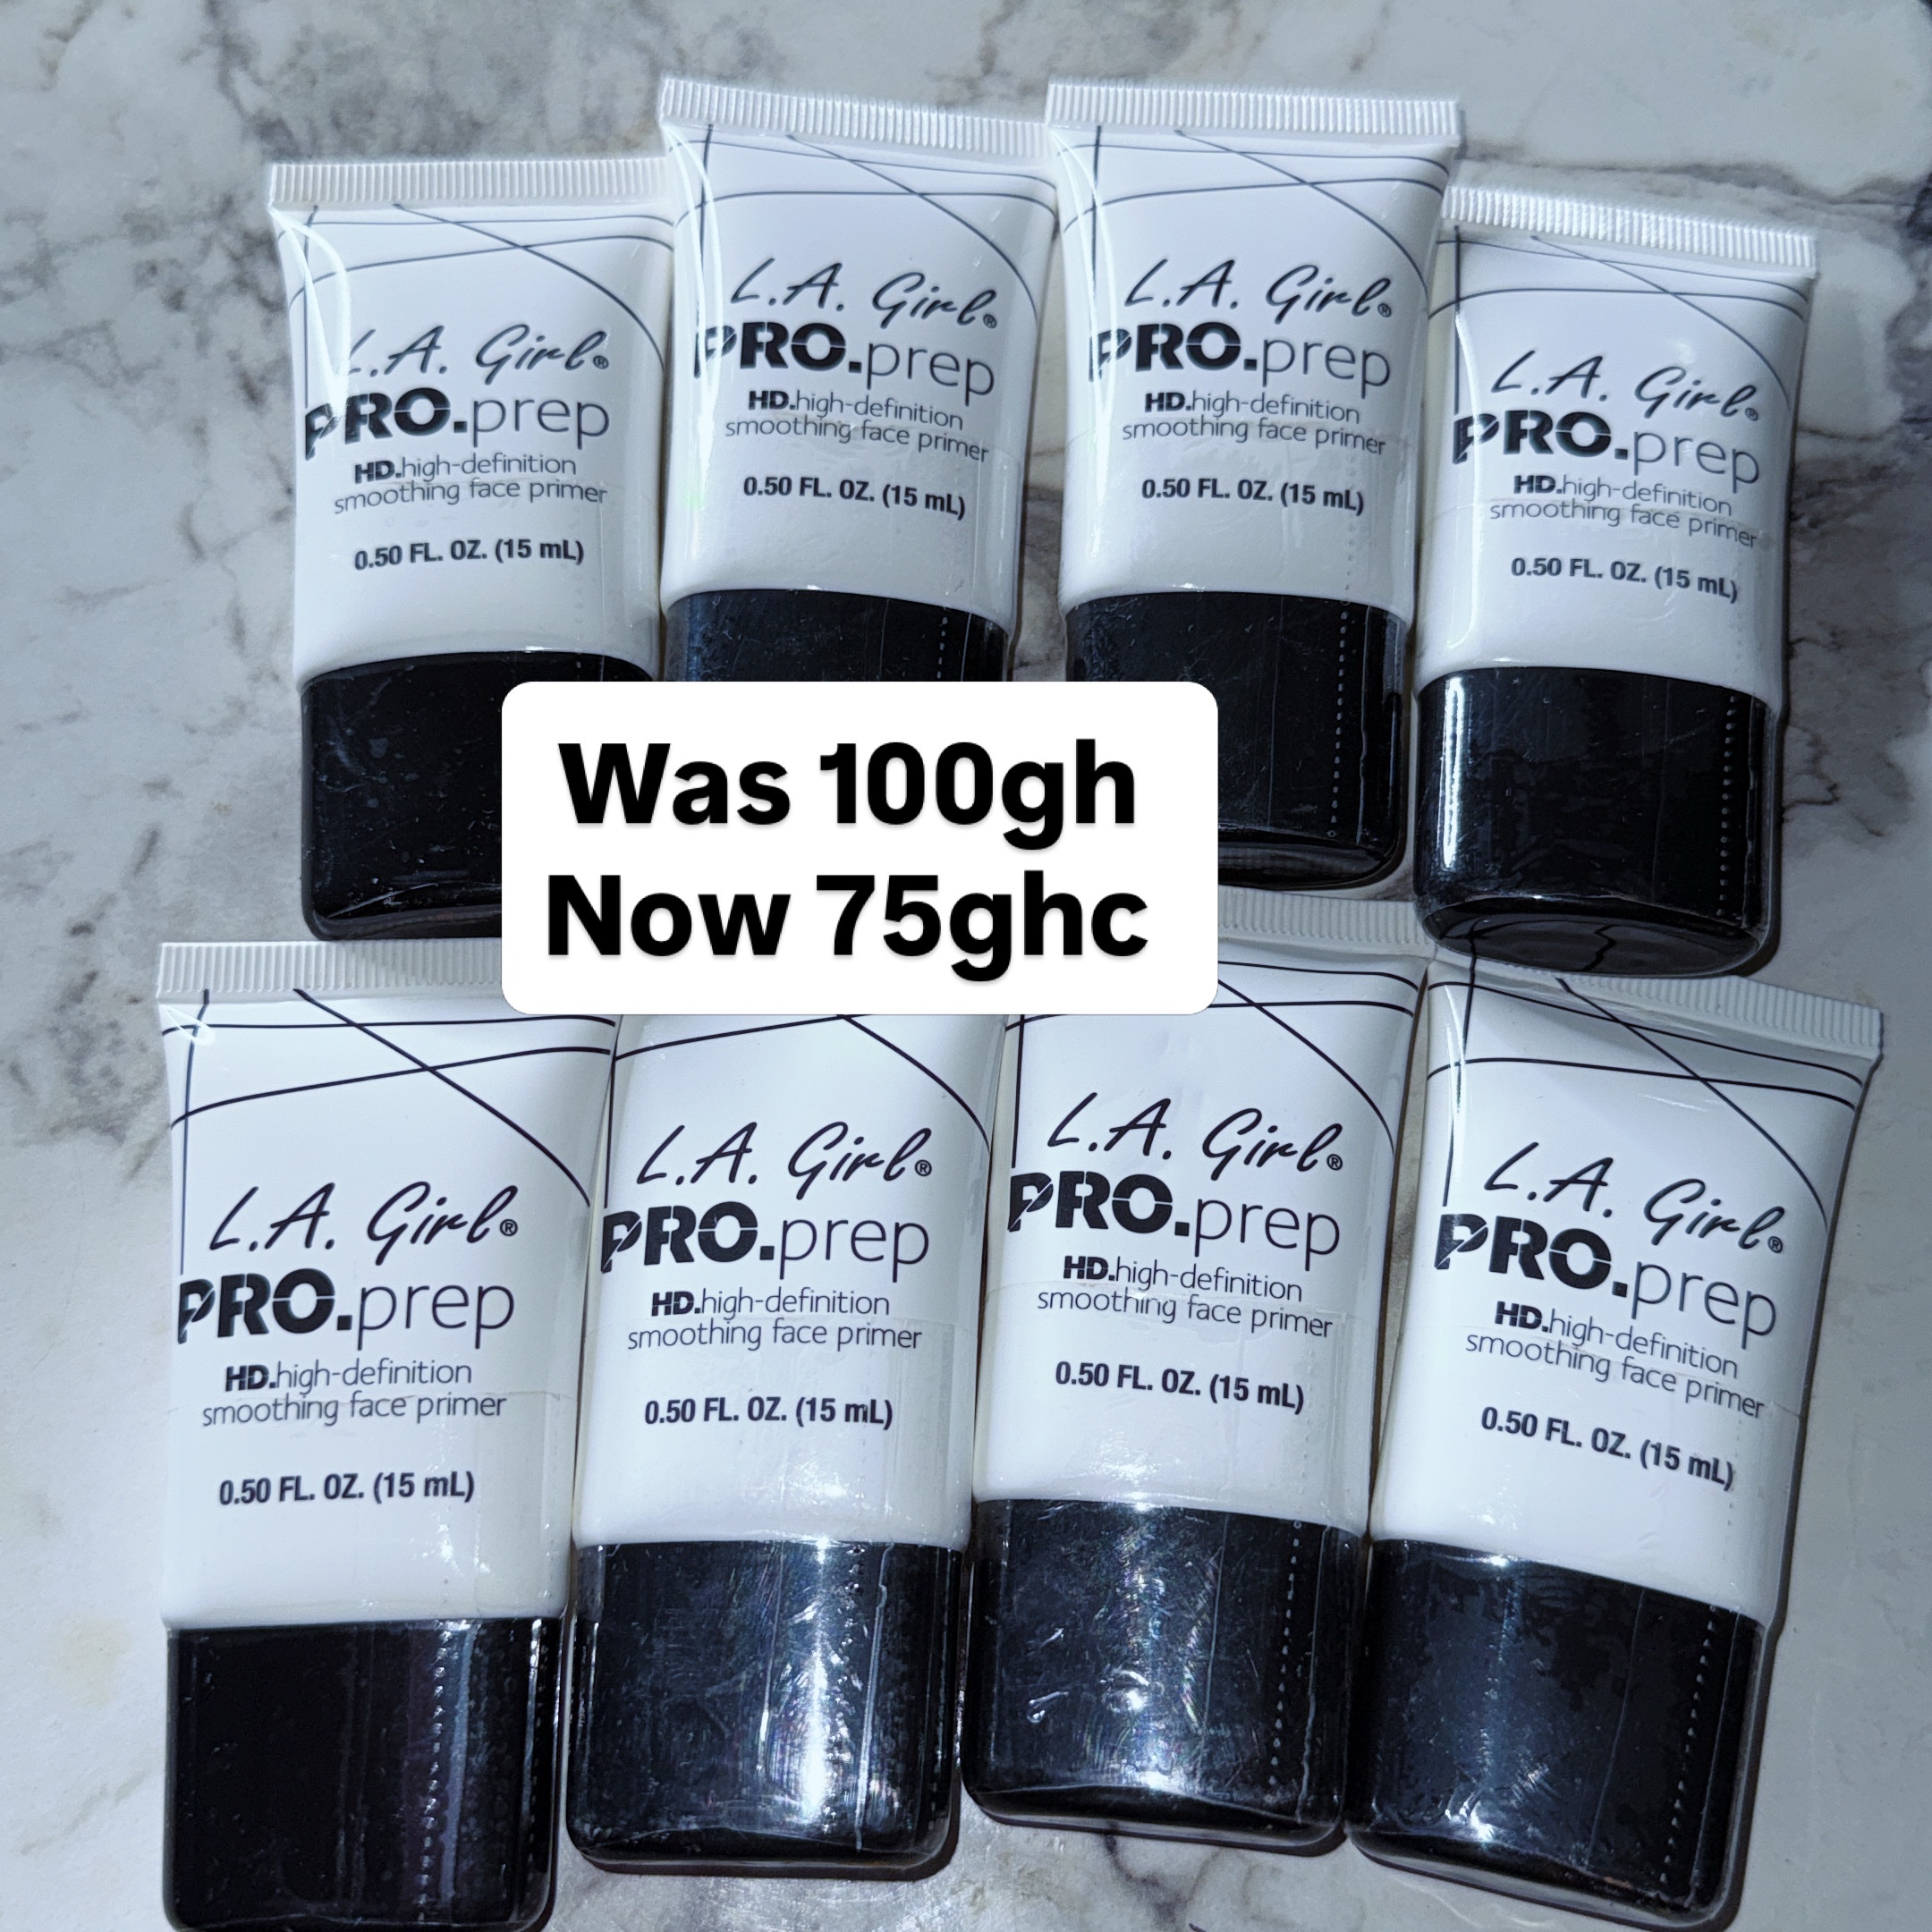 L.A. Girl®
PRO.prep
HD.high-definition
smoothing face primer
0.50 FL. OZ. (15 mL)
L.A. Girl®
PRO.prep
HD.high-definition
smoothing face primer
0.50 FL. OZ. (15 mL)
L.A. Girl®
PRO.prep
HD.high-definition
smoothing face primer
0.50 FL. OZ. (15 mL)
L.A. Girl®
PRO.prep
HD.high-definition
smoothing face primer
0.50 FL. OZ. (15 mL)
Was 100gh
Now 75ghc
L.A. Girl®
PRO.prep
HD.high-definition
smoothing face primer
0.50 FL. OZ. (15 mL)
L.A. Girl®
PRO.prep
HD.high-definition
smoothing face primer
0.50 FL. OZ. (15 mL)
L.A. Girl®
PRO.prep
HD.high-definition
smoothing face primer
0.50 FL. OZ. (15 mL)
L.A. Girl®
PRO.prep
HD.high-definition
smoothing face primer
0.50 FL. OZ. (15 mL)